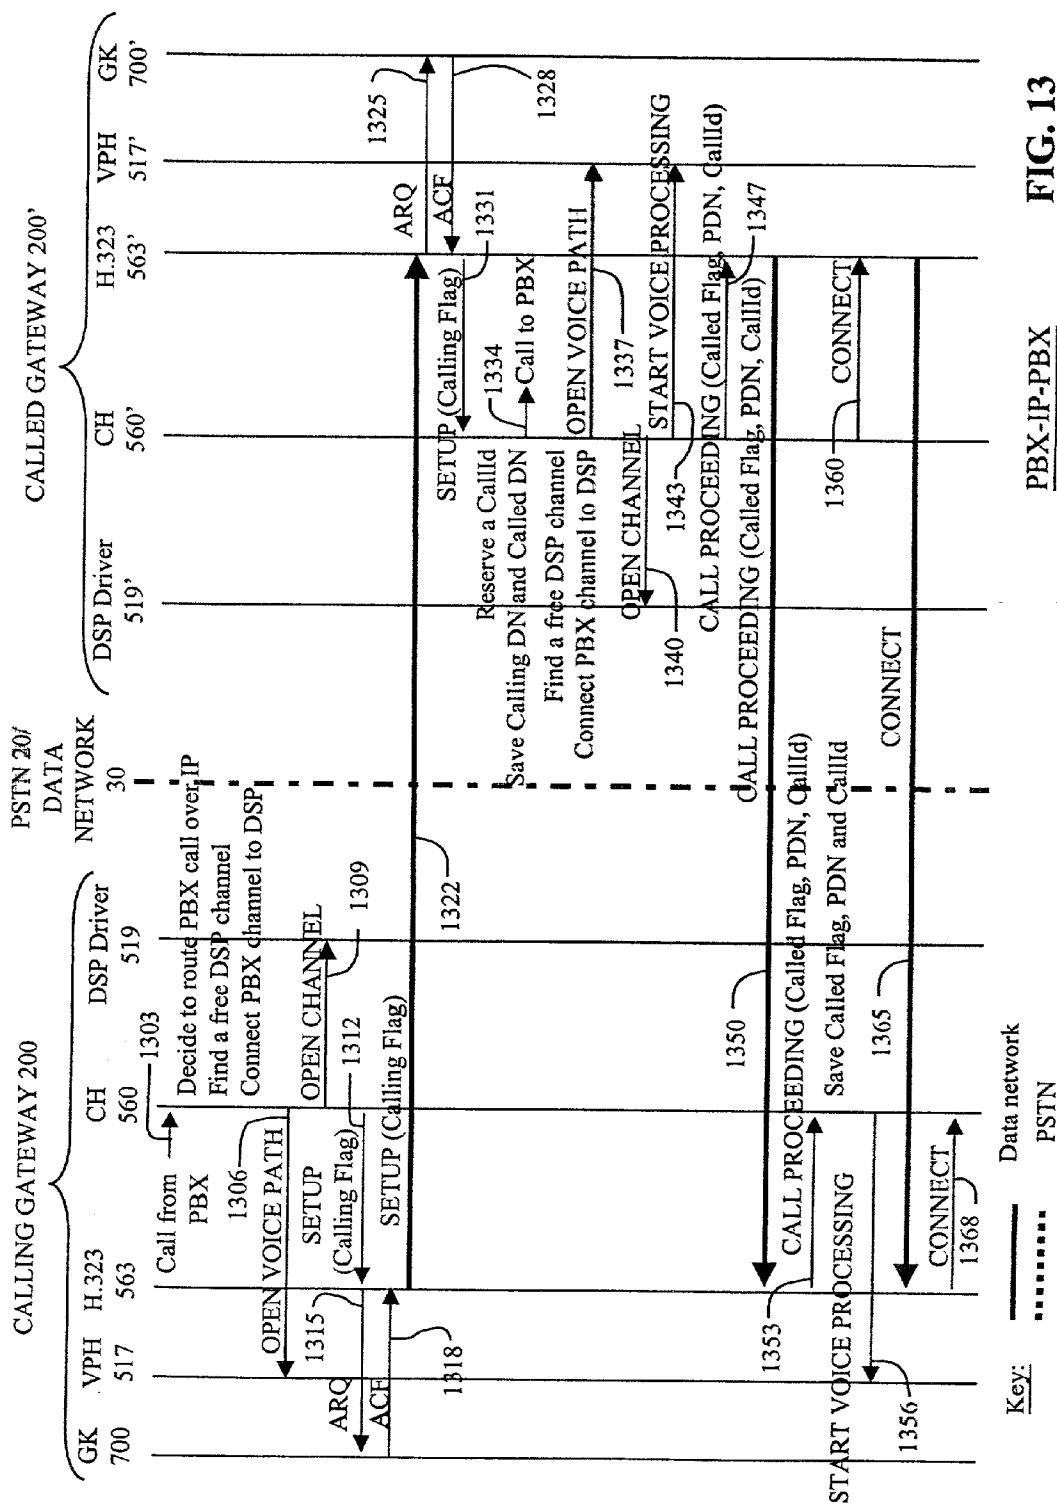 CALLING GATEWAY 200
PSTN 20/
DATA
NETWORK
30
CALLED GATEWAY 200'
GK
700
VPH
517
H.323
563
CH
560
DSP Driver
519
DSP Driver
519'
CH
560'
H.323
563'
VPH
517'
GK
700'
Call from
PBX
1303
Decide to route PBX call over IP
Find a free DSP channel
Connect PBX channel to DSP
1306
OPEN VOICE PATH
OPEN CHANNEL
1309
SETUP
(Calling Flag)
1312
1315
ARQ
ACF
1318
SETUP (Calling Flag)
1322
ARQ
1325
ACF
1328
SETUP (Calling Flag)
1331
Reserve a CallId
Save Calling DN and Called DN
Find a free DSP channel
Connect PBX channel to DSP
1334
Call to PBX
OPEN VOICE PATH
1337
OPEN CHANNEL
1340
START VOICE PROCESSING
1343
CALL PROCEEDING (Called Flag, PDN, CallId)
1347
CALL PROCEEDING (Called Flag, PDN, CallId)
1350
CALL PROCEEDING (Called Flag, PDN, CallId)
1353
Save Called Flag, PDN and CallId
START VOICE PROCESSING
1356
CONNECT
1360
CONNECT
1365
CONNECT
1368
Key:
Data network
PSTN
PBX-IP-PBX
FIG. 13